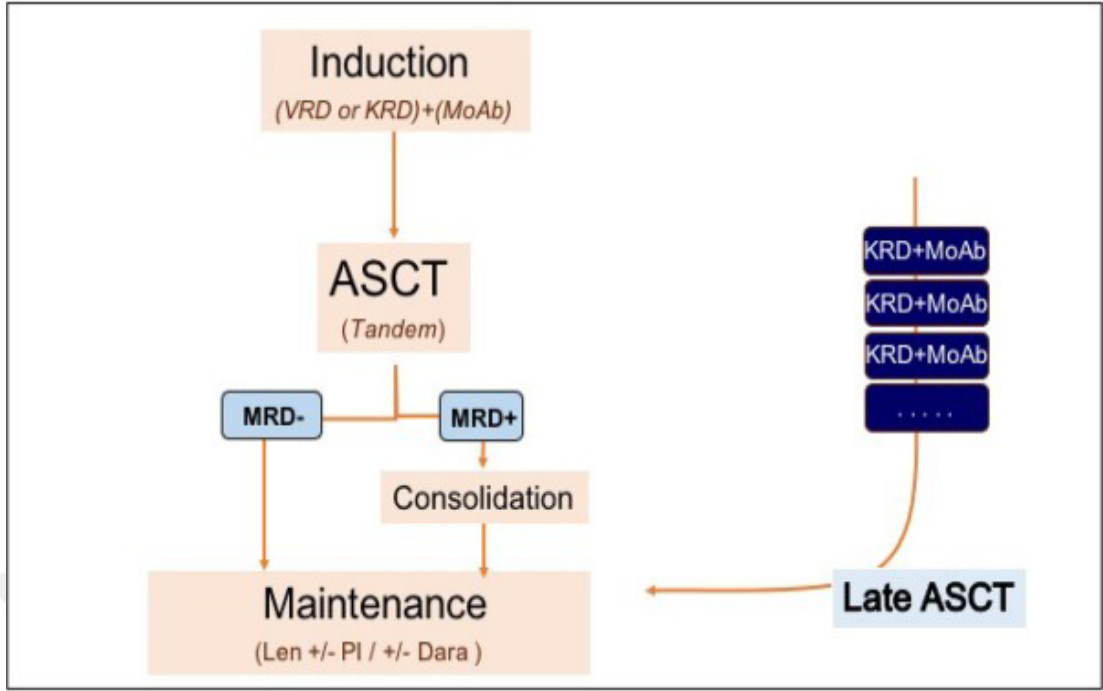 Induction
(VRD or KRD)+(MoAb)
ASCT
(Tandem)
MRD-
MRD+
Consolidation
Maintenance
(Len +/- PI / +/- Dara )
KRD+MoAb
KRD+MoAb
KRD+MoAb
. . . . .
Late ASCT